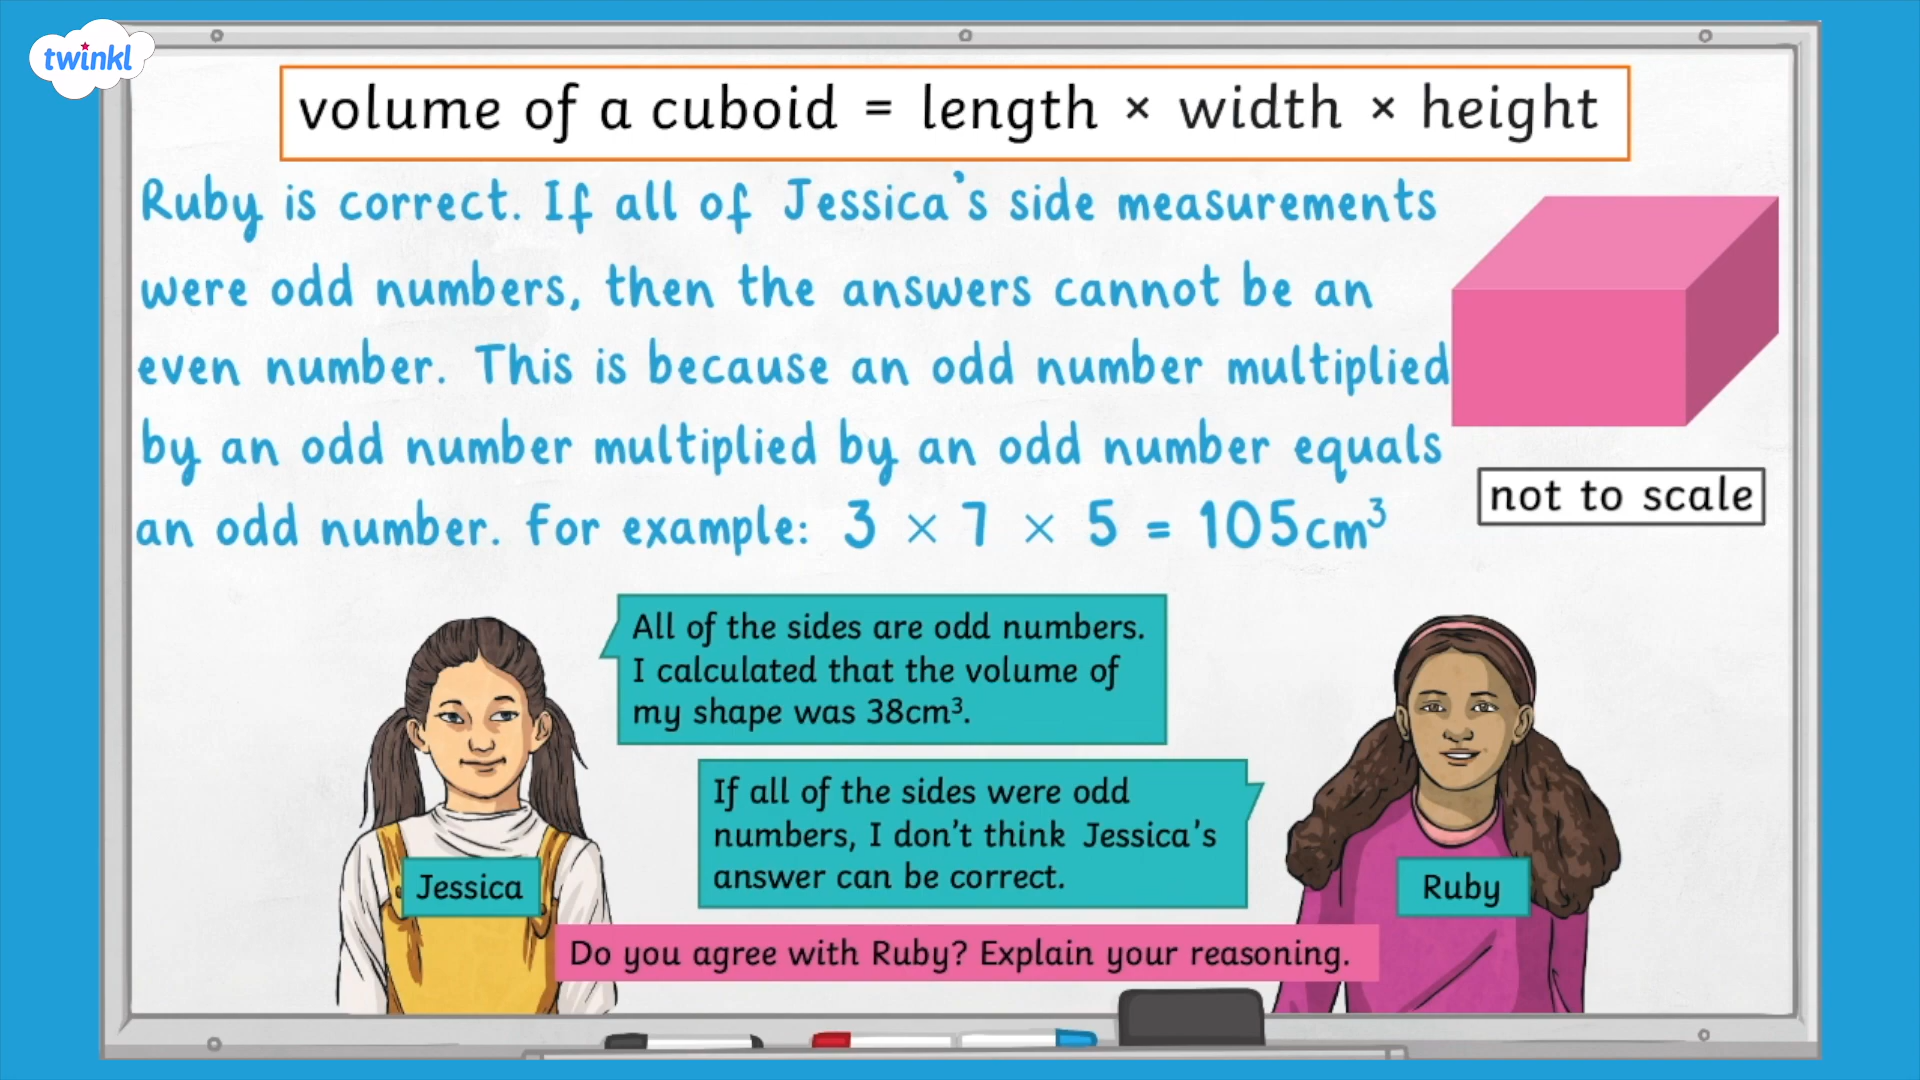 twinkl
volume of a cuboid = length × width × height
Ruby is correct. If all of Jessica's side measurements
were odd numbers, then the answers cannot be an
even number. This is because an odd number multiplied
by an odd number multiplied by an odd number equals
an odd number. For example: 3 × 7 × 5 = 105cm³
not to scale
All of the sides are odd numbers.
I calculated that the volume of
my shape was 38cm³.
If all of the sides were odd
numbers, I don't think Jessica's
answer can be correct.
Jessica
Ruby
Do you agree with Ruby? Explain your reasoning.